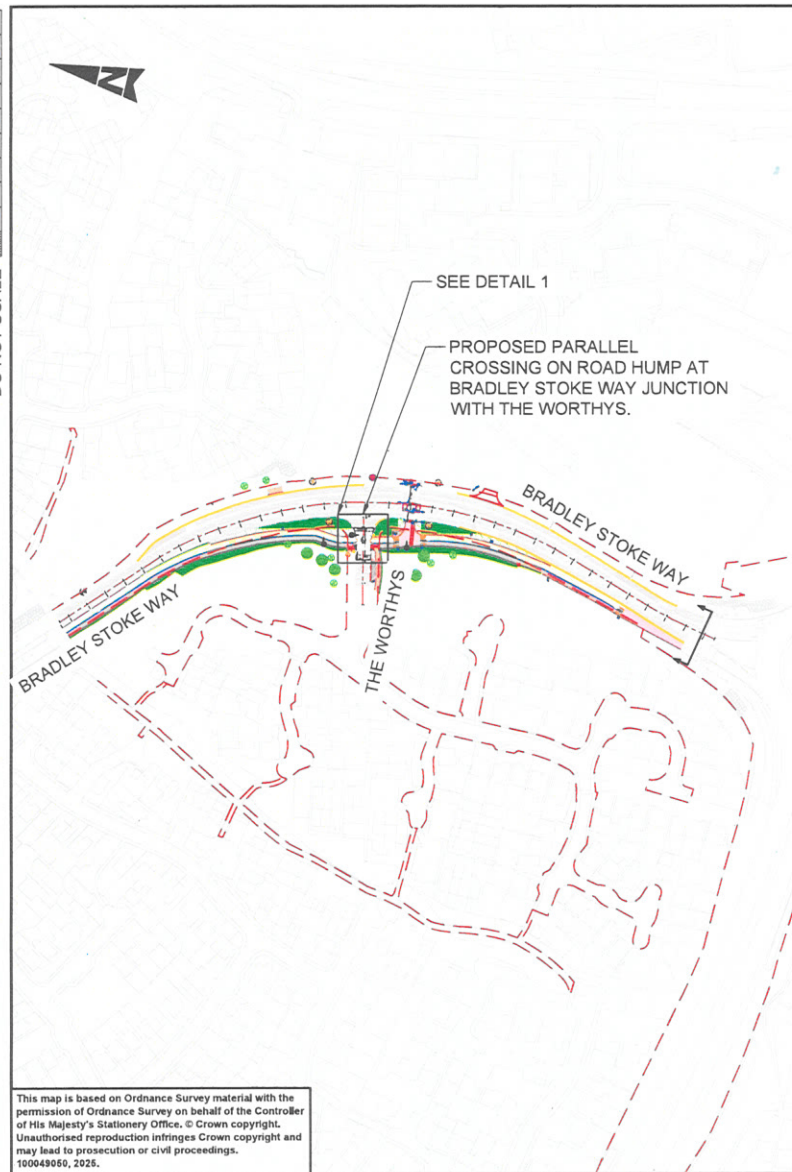 N
SEE DETAIL 1
PROPOSED PARALLEL
CROSSING ON ROAD HUMP AT
BRADLEY STOKE WAY JUNCTION
WITH THE WORTHYS.
BRADLEY STOKE WAY
BRADLEY STOKE WAY
THE WORTHYS
This map is based on Ordnance Survey material with the
permission of Ordnance Survey on behalf of the Controller
of His Majesty's Stationery Office. © Crown copyright.
Unauthorised reproduction infringes Crown copyright and
may lead to prosecution or civil proceedings.
100049050, 2025.